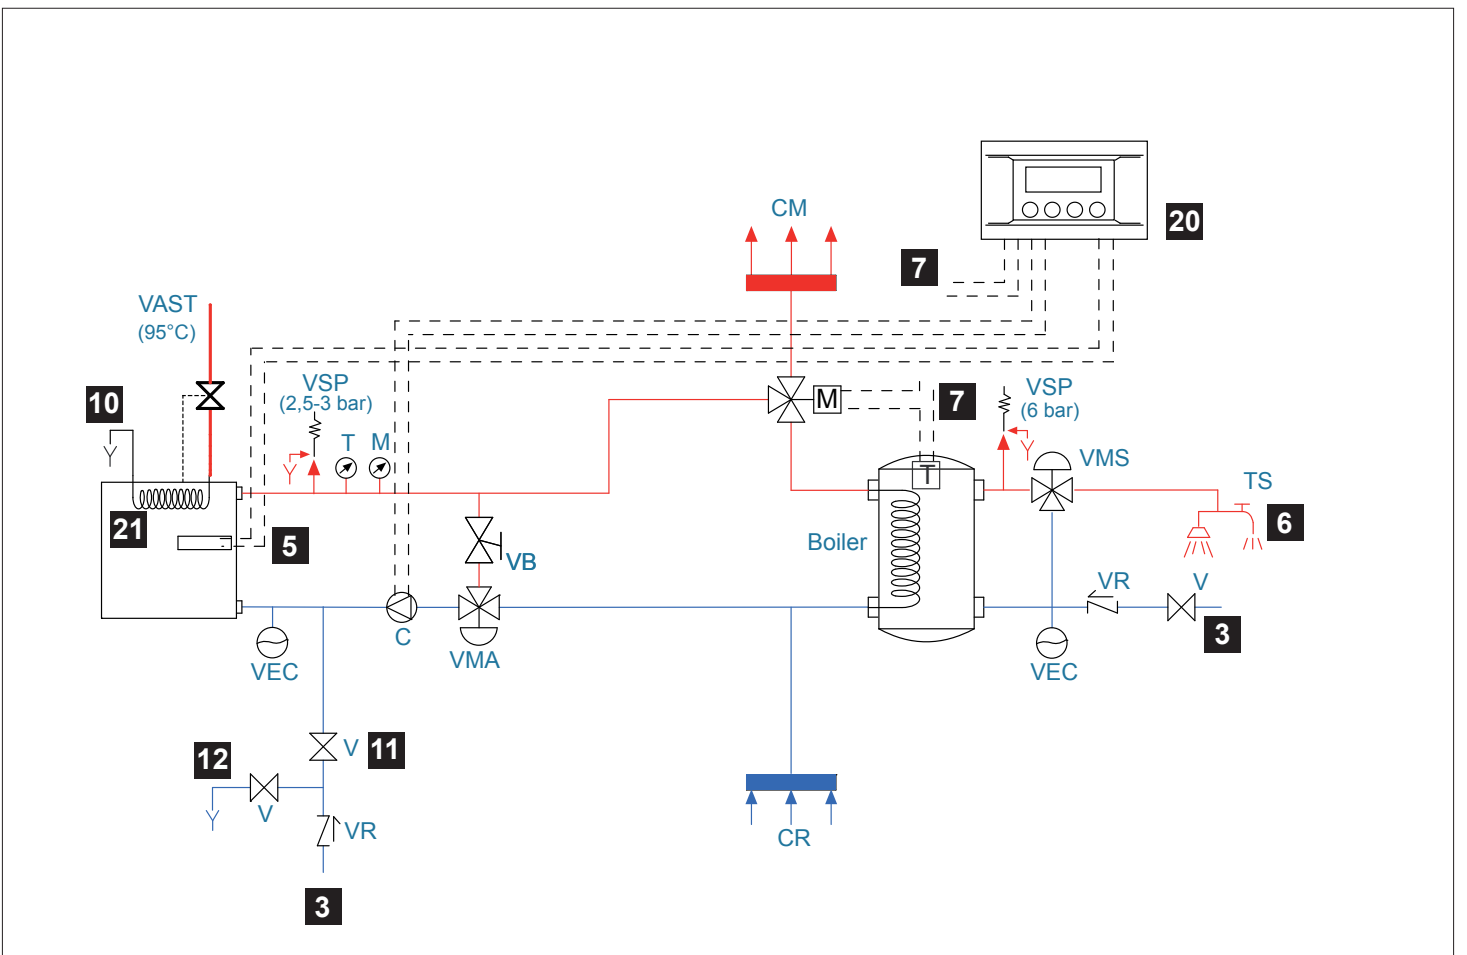 CM
20
7
VAST
(95°C)
10
VSP
(2,5-3 bar)
T
M
M
7
VSP
(6 bar)
VMS
T
TS
6
21
5
VB
Boiler
VR
V
3
C
VMA
VEC
VEC
12
V
11
V
VR
CR
3